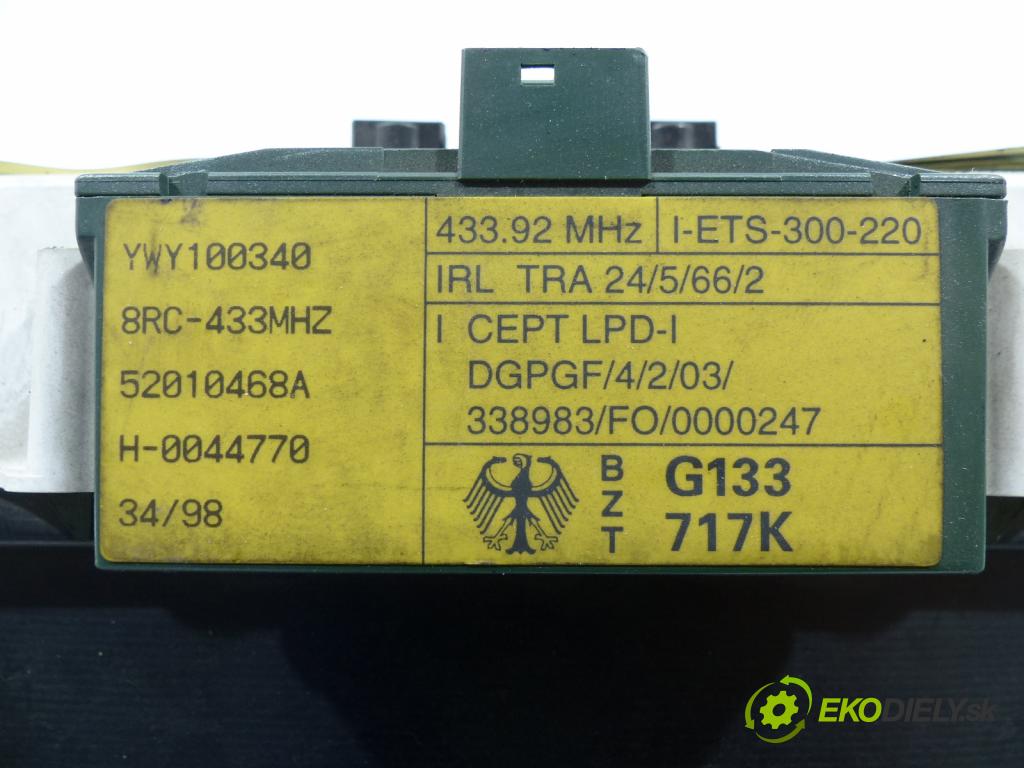 YWY100340
8RC-433MHZ
52010468A
H-0044770
34/98
433.92 MHz I-ETS-300-220
IRL TRA 24/5/66/2
I CEPT LPD-I
DGPGF/4/2/03/
338983/FO/0000247
BZT G133
717K
EKODIELY.sk